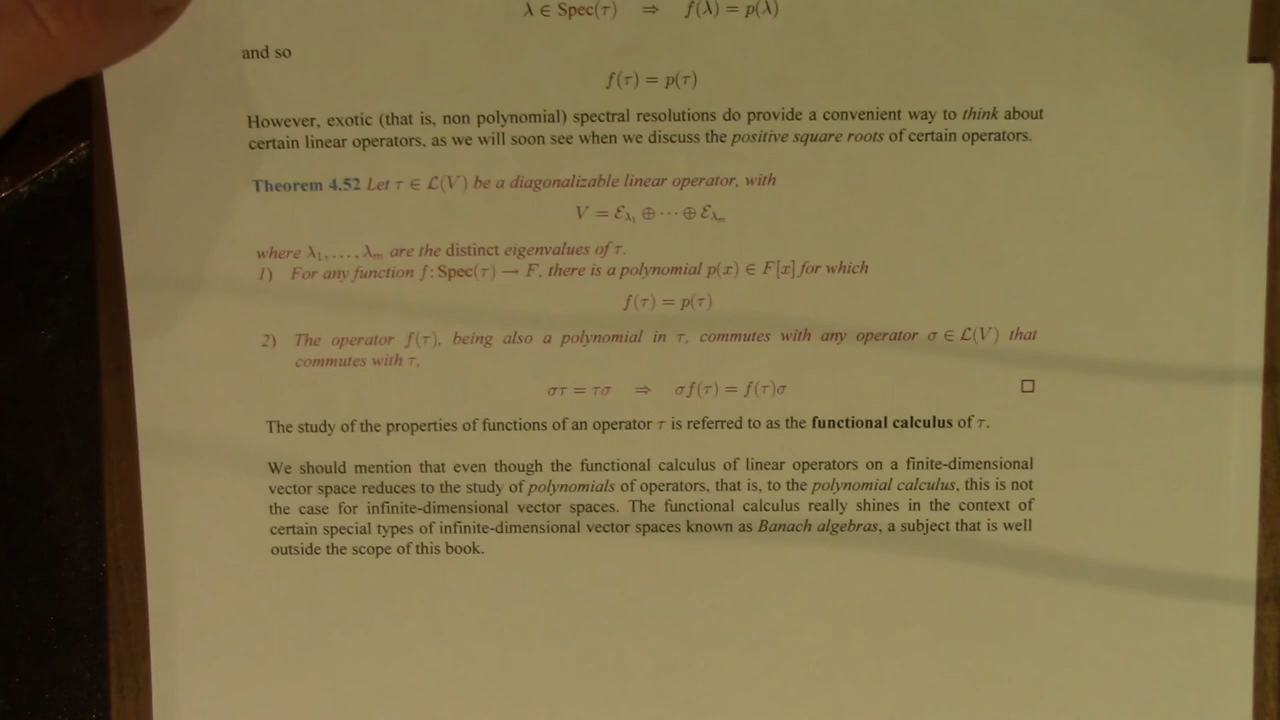 λ ∈ Spec(τ) ⇒ f(λ) = p(λ)
and so
f(τ) = p(τ)
However, exotic (that is, non polynomial) spectral resolutions do provide a convenient way to think about
certain linear operators, as we will soon see when we discuss the positive square roots of certain operators.
Theorem 4.52 Let τ ∈ ℒ(V) be a diagonalizable linear operator, with
V = ℰ_λ₁ ⊕ ⋯ ⊕ ℰ_λₘ
where λ₁, …, λₘ are the distinct eigenvalues of τ.
1) For any function f: Spec(τ) → F, there is a polynomial p(x) ∈ F[x] for which
f(τ) = p(τ)
2) The operator f(τ), being also a polynomial in τ, commutes with any operator σ ∈ ℒ(V) that
commutes with τ,
στ = τσ ⇒ σf(τ) = f(τ)σ □
The study of the properties of functions of an operator τ is referred to as the functional calculus of τ.
We should mention that even though the functional calculus of linear operators on a finite-dimensional
vector space reduces to the study of polynomials of operators, that is, to the polynomial calculus, this is not
the case for infinite-dimensional vector spaces. The functional calculus really shines in the context of
certain special types of infinite-dimensional vector spaces known as Banach algebras, a subject that is well
outside the scope of this book.